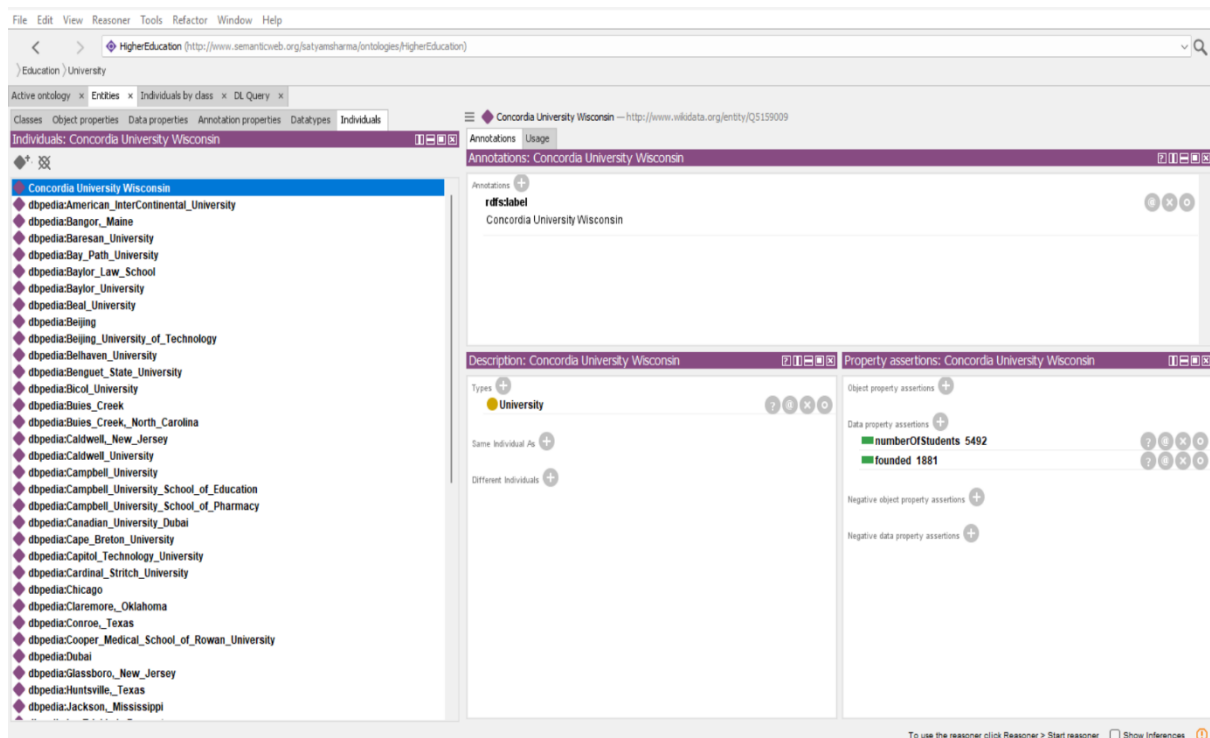 File Edit View Reasoner Tools Refactor Window Help
HigherEducation (http://www.semanticweb.org/satyamsharma/ontologies/HigherEducation)
Education University
Active ontology × Entities × Individuals by class × DL Query ×
Classes Object properties Data properties Annotation properties Datatypes Individuals
Individuals: Concordia University Wisconsin
Concordia University Wisconsin
dbpedia:American_InterContinental_University
dbpedia:Bangor,_Maine
dbpedia:Baresan_University
dbpedia:Bay_Path_University
dbpedia:Baylor_Law_School
dbpedia:Baylor_University
dbpedia:Beal_University
dbpedia:Beijing
dbpedia:Beijing_University_of_Technology
dbpedia:Belhaven_University
dbpedia:Benguet_State_University
dbpedia:Bicol_University
dbpedia:Buies_Creek
dbpedia:Buies_Creek,_North_Carolina
dbpedia:Caldwell,_New_Jersey
dbpedia:Caldwell_University
dbpedia:Campbell_University
dbpedia:Campbell_University_School_of_Education
dbpedia:Campbell_University_School_of_Pharmacy
dbpedia:Canadian_University_Dubai
dbpedia:Cape_Breton_University
dbpedia:Capitol_Technology_University
dbpedia:Cardinal_Stritch_University
dbpedia:Chicago
dbpedia:Claremore,_Oklahoma
dbpedia:Conroe,_Texas
dbpedia:Cooper_Medical_School_of_Rowan_University
dbpedia:Dubai
dbpedia:Glassboro,_New_Jersey
dbpedia:Huntsville,_Texas
dbpedia:Jackson,_Mississippi
Concordia University Wisconsin — http://www.wikidata.org/entity/Q5159009
Annotations Usage
Annotations: Concordia University Wisconsin
Annotations
rdfs:label
Concordia University Wisconsin
Description: Concordia University Wisconsin
Types
University
Same Individual As
Different Individuals
Property assertions: Concordia University Wisconsin
Object property assertions
Data property assertions
numberOfStudents 5492
founded 1881
Negative object property assertions
Negative data property assertions
To use the reasoner click Reasoner > Start reasoner Show Inferences